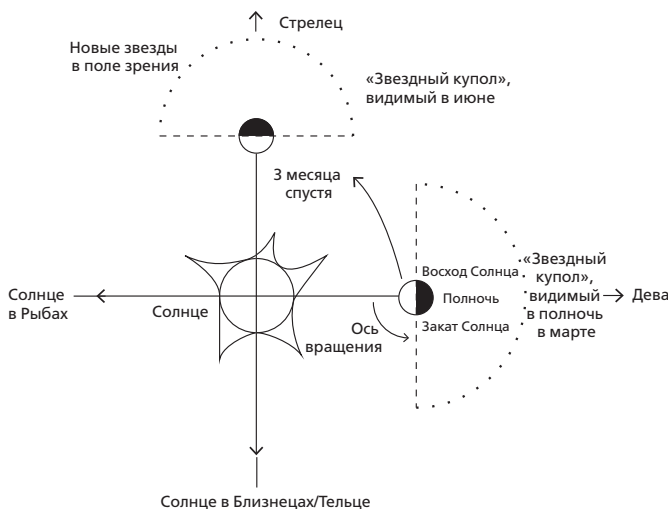 Стрелец
Новые звезды
в поле зрения
«Звездный купол»,
видимый в июне
3 месяца
спустя
Восход Солнца
Полночь
Закат Солнца
«Звездный
купол»,
видимый
в полночь
в марте
Дева
Солнце
в Рыбах
Солнце
Ось
вращения
Солнце в Близнецах/Тельце